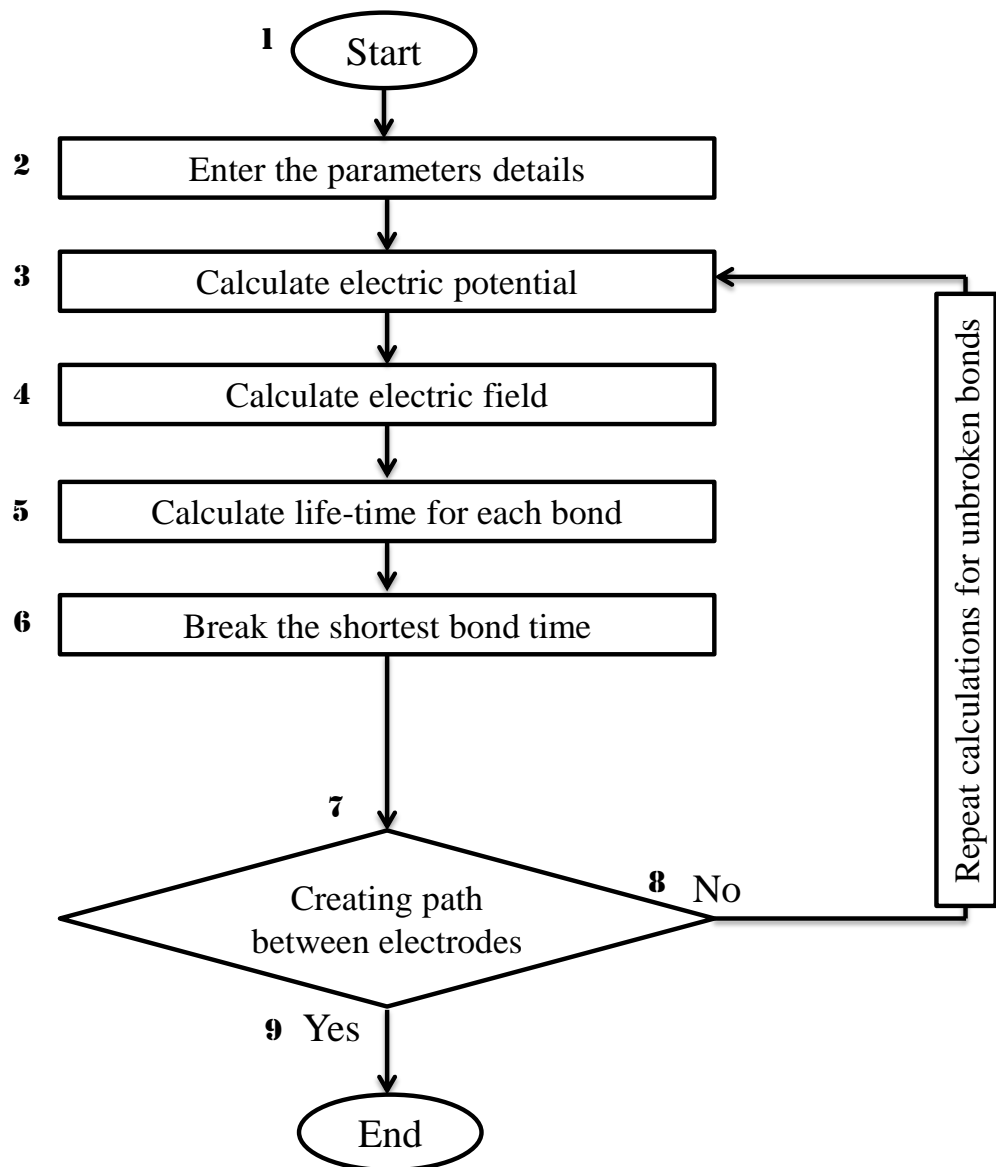 1 Start
2 Enter the parameters details
3 Calculate electric potential
4 Calculate electric field
5 Calculate life-time for each bond
6 Break the shortest bond time
7
Creating path
between electrodes
8 No
Repeat calculations for unbroken bonds
9 Yes
End